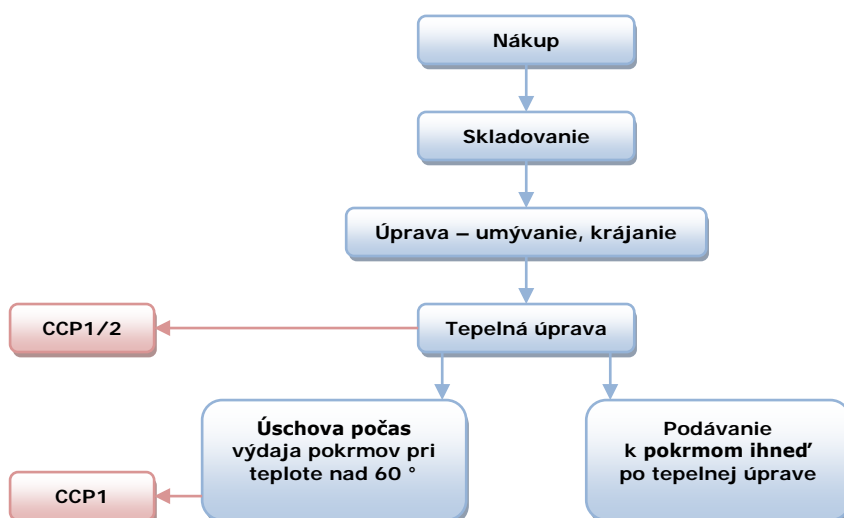 Nákup
Skladovanie
Úprava – umývanie, krájanie
CCP1/2
Tepelná úprava
Úschova počas
výdaja pokrmov pri
teplote nad 60 °
Podávanie
k pokrmom ihneď
po tepelnej úprave
CCP1